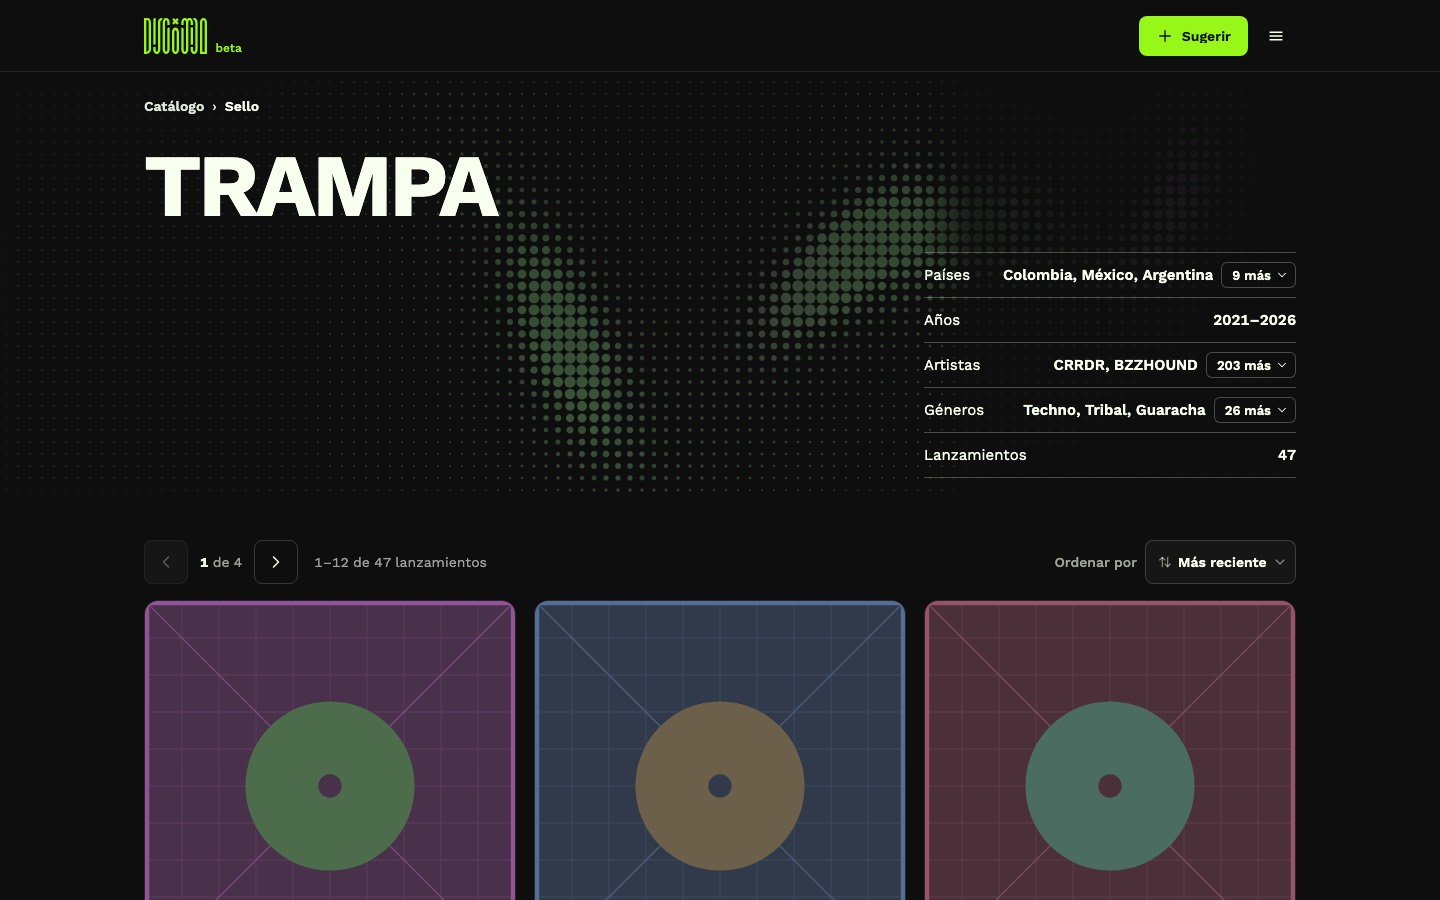 beta
Sugerir
Catálogo › Sello
TRAMPA
Países Colombia, México, Argentina 9 más
Años 2021–2026
Artistas CRRDR, BZZHOUND 203 más
Géneros Techno, Tribal, Guaracha 26 más
Lanzamientos 47
1 de 4 1–12 de 47 lanzamientos Ordenar por Más reciente